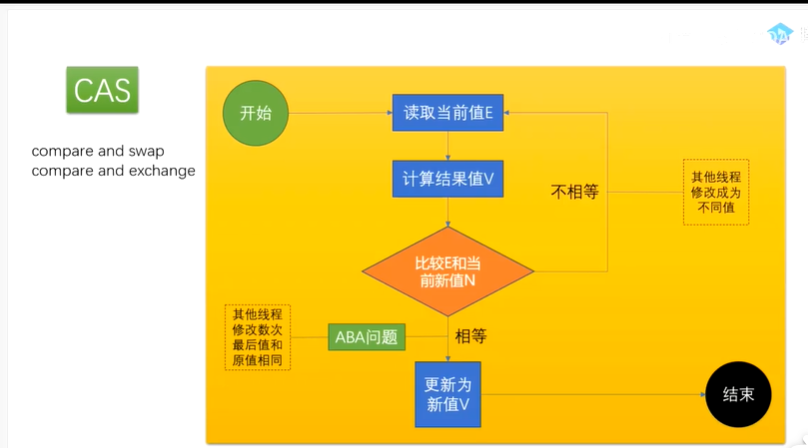 CAS
compare and swap
compare and exchange
开始
读取当前值E
计算结果值V
不相等
其他线程
修改成为
不同值
比较E和当
前新值N
其他线程
修改数次
最后值和
原值相同
ABA问题
相等
更新为
新值V
结束